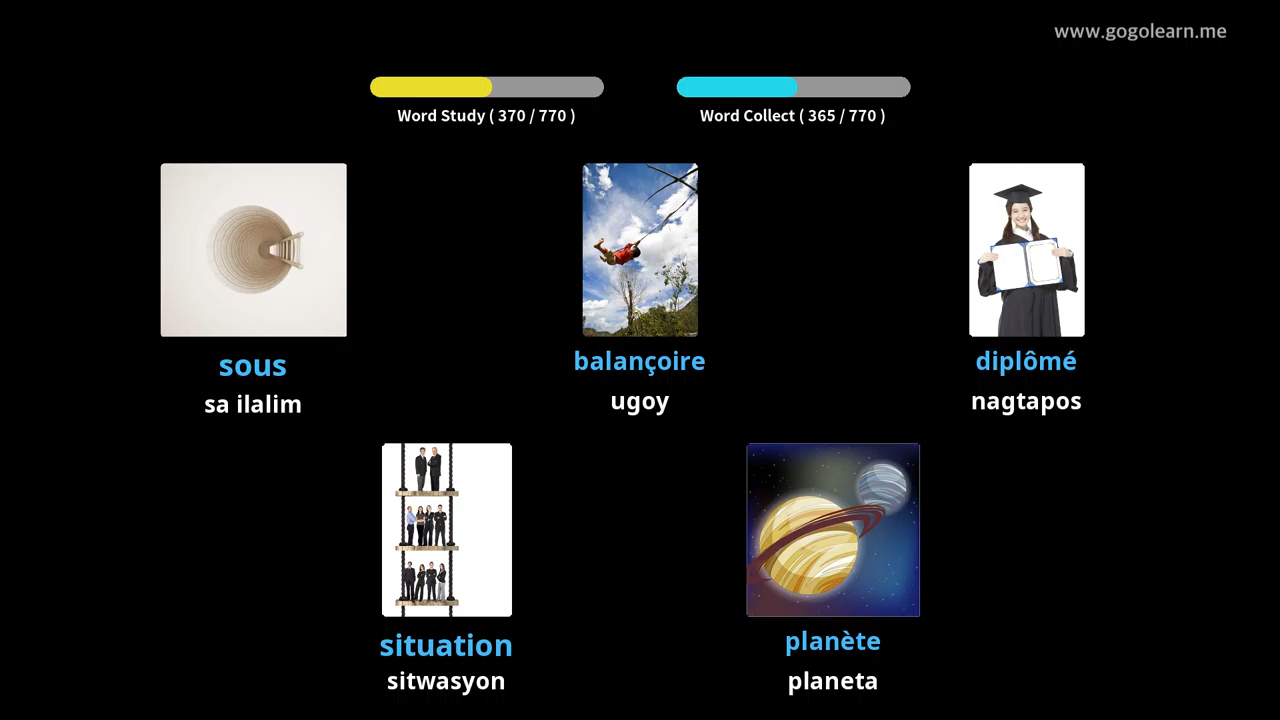 www.gogolearn.me
Word Study ( 370 / 770 )
Word Collect ( 365 / 770 )
sous
sa ilalim
balançoire
ugoy
diplômé
nagtapos
situation
sitwasyon
planète
planeta